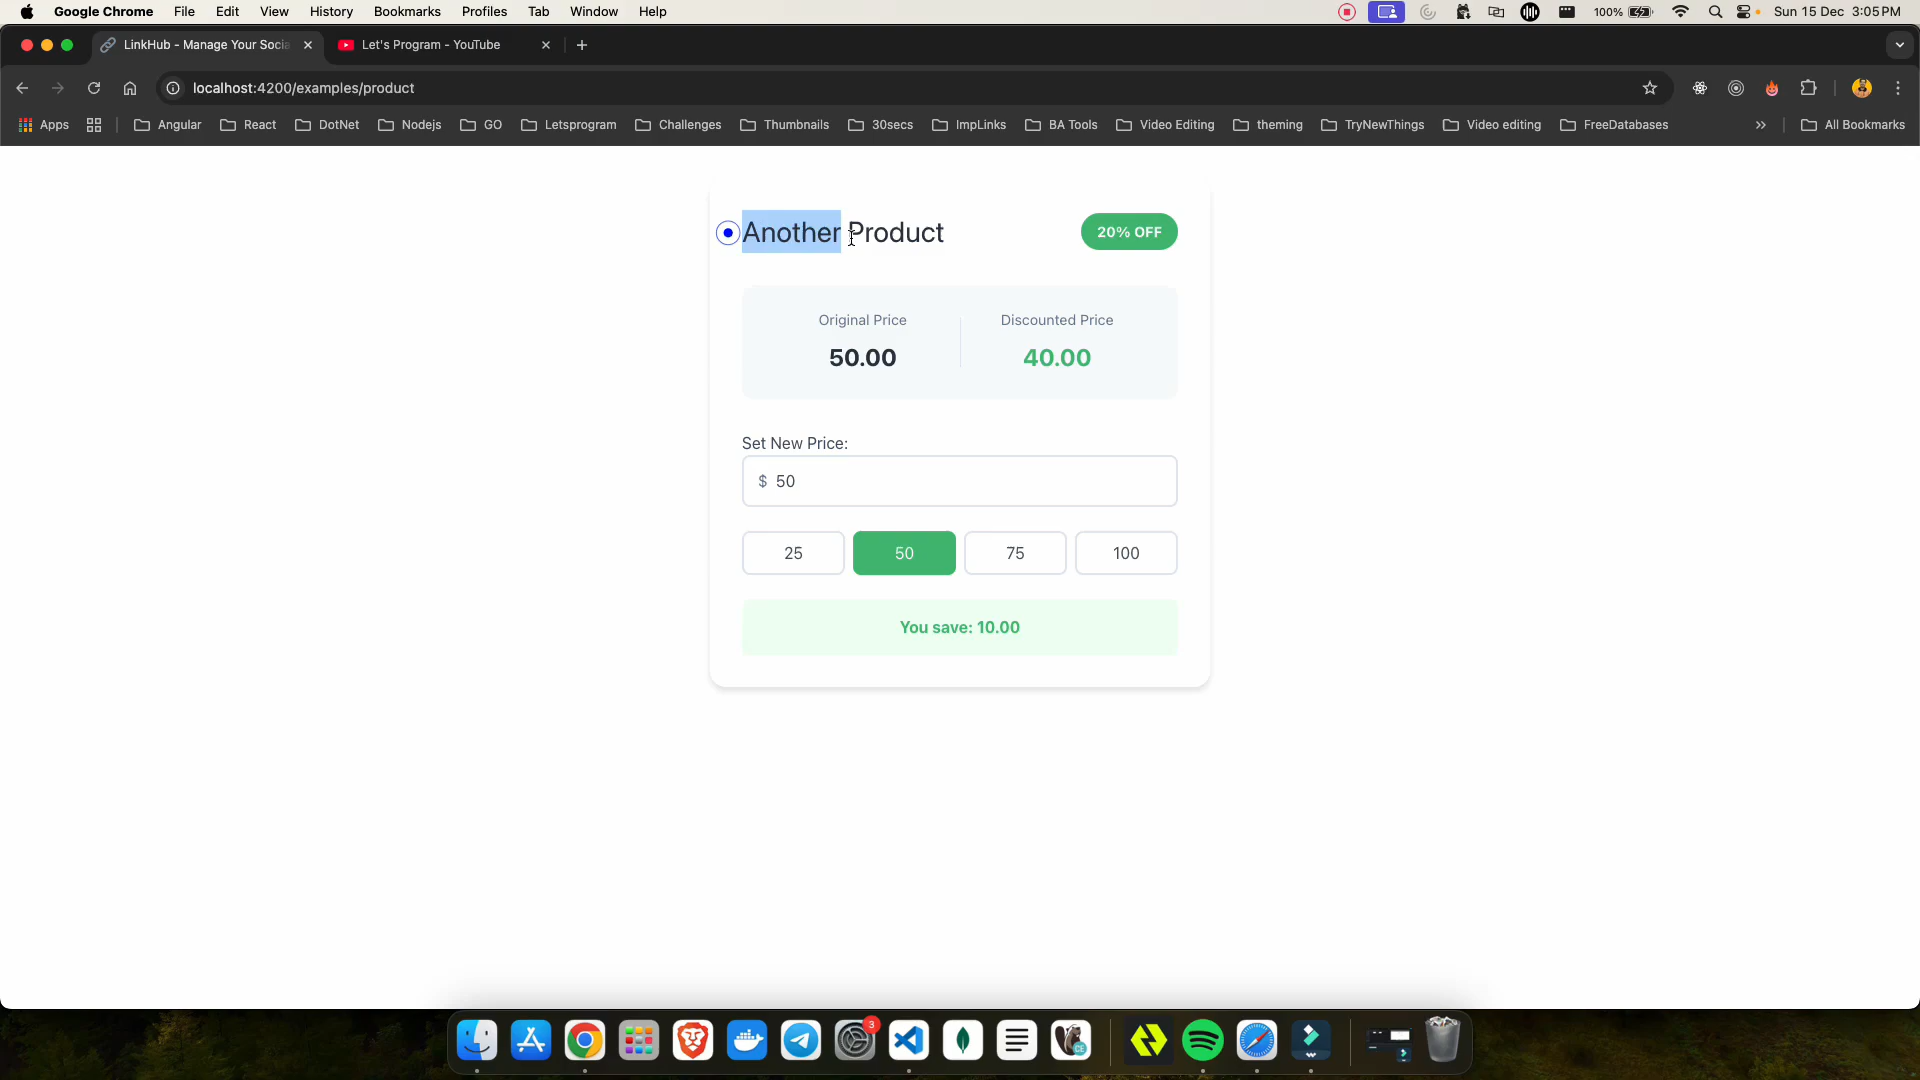 Google Chrome File Edit View History Bookmarks Profiles Tab Window Help 100% Sun 15 Dec 3:05 PM
LinkHub - Manage Your Socia Let's Program - YouTube
localhost:4200/examples/product
Apps Angular React DotNet Nodejs GO Letsprogram Challenges Thumbnails 30secs ImpLinks BA Tools Video Editing theming TryNewThings Video editing FreeDatabases All Bookmarks
Another Product 20% OFF
Original Price Discounted Price
50.00 40.00
Set New Price:
$ 50
25 50 75 100
You save: 10.00
3
CE